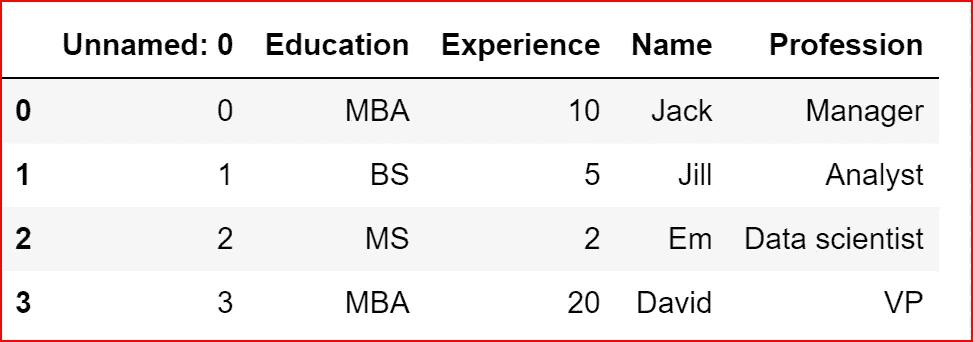 Unnamed: 0 Education Experience Name Profession
0 0 MBA 10 Jack Manager
1 1 BS 5 Jill Analyst
2 2 MS 2 Em Data scientist
3 3 MBA 20 David VP